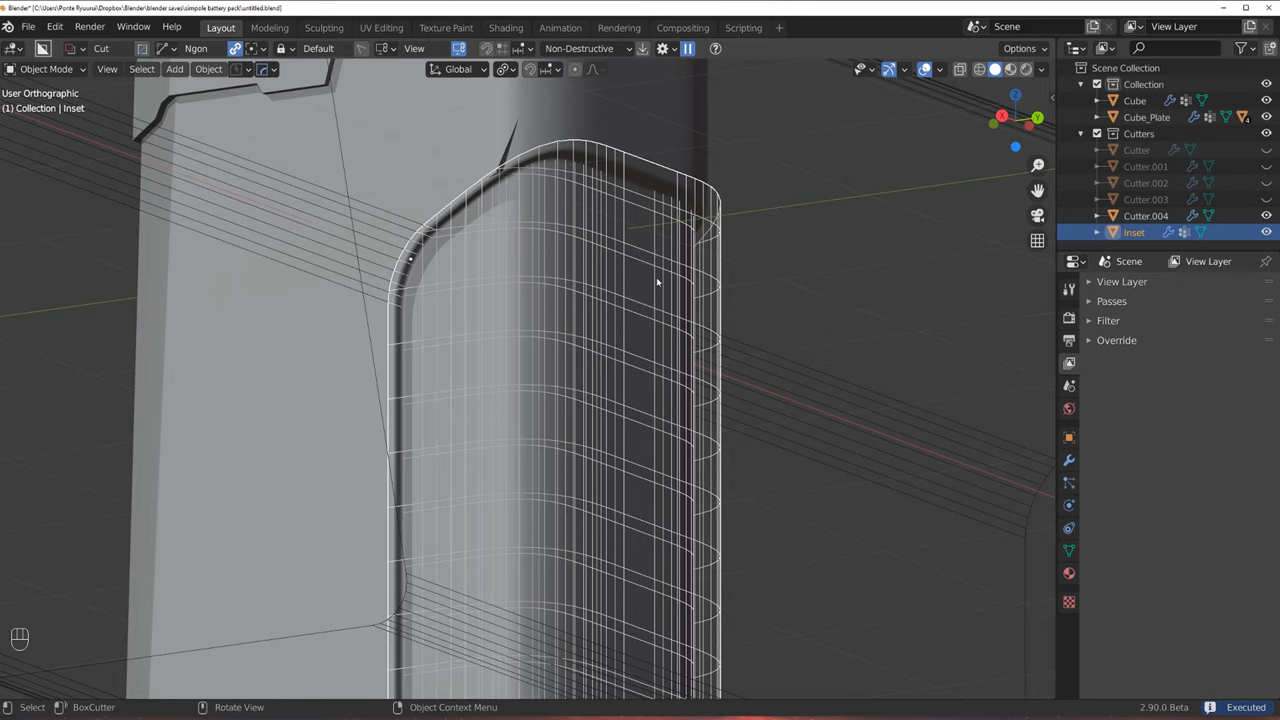 Blender* [C:\Users\Ponte Ryuurui\Dropbox\Blender\blender saves\simpole battery pack\untitled.blend]
File Edit Render Window Help Layout Modeling Sculpting UV Editing Texture Paint Shading Animation Rendering Compositing Scripting Scene View Layer
Cut Ngon Default View Non-Destructive Options
Object Mode View Select Add Object Global
User Orthographic
(1) Collection | Inset
Z
Y
X
Scene Collection
Collection
Cube
Cube_Plate 4
Cutters
Cutter
Cutter.001
Cutter.002
Cutter.003
Cutter.004
Inset
Scene View Layer
View Layer
Passes
Filter
Override
Select BoxCutter Rotate View Object Context Menu 2.90.0 Beta Executed